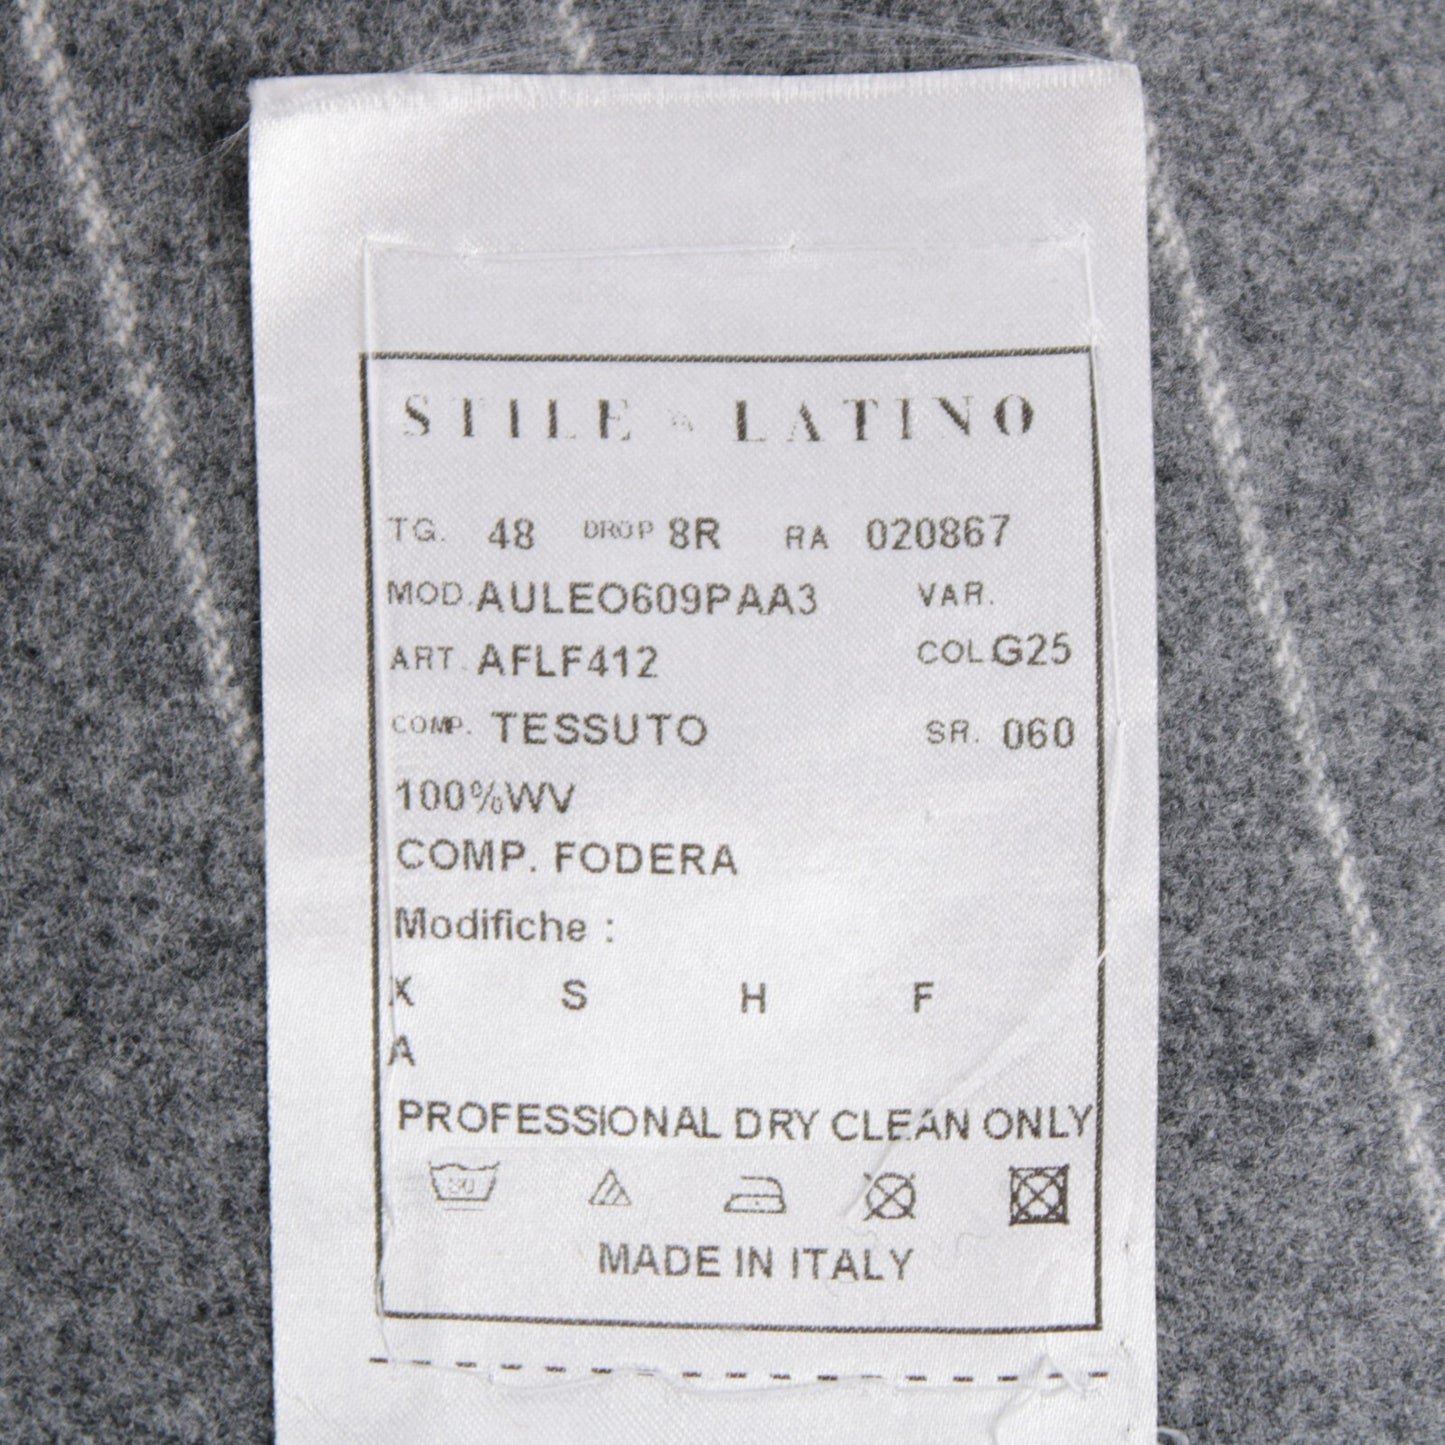 STILE LATINO
TG. 48 DROP 8R RA 020867
MOD. AULEO609PAA3 VAR.
ART. AFLF412 COL. G25
COMP. TESSUTO SR. 060
100%WV
COMP. FODERA
Modifiche :
X S H F
A
PROFESSIONAL DRY CLEAN ONLY
30
MADE IN ITALY